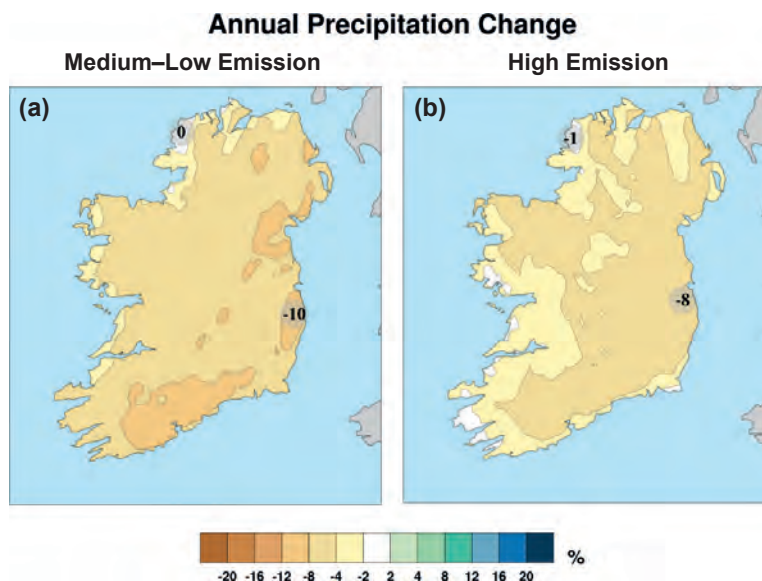 Annual Precipitation Change
Medium–Low Emission High Emission
(a) (b)
0 -1
-10 -8
-20 -16 -12 -8 -4 -2 2 4 8 12 16 20 %